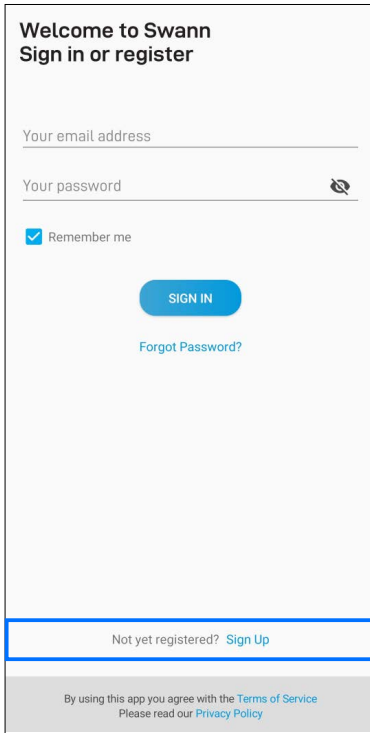 Welcome to Swann
Sign in or register
Your email address
Your password
Remember me
SIGN IN
Forgot Password?
Not yet registered? Sign Up
By using this app you agree with the Terms of Service
Please read our Privacy Policy